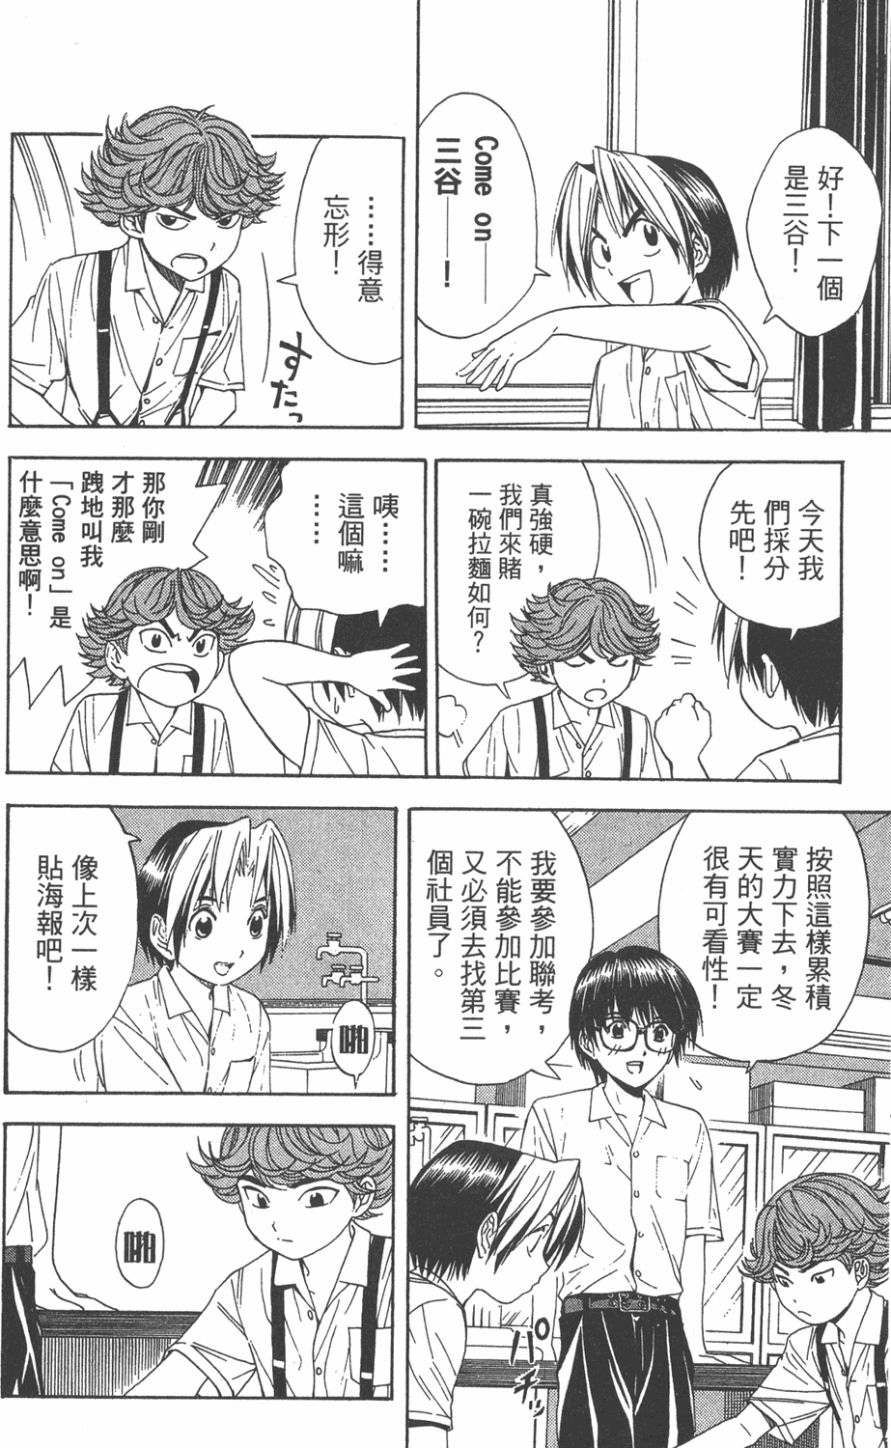 好！下一個
是三谷！
Come on——
三谷——！
……得意
忘形！
すたっ
今天我
們採分
先吧！
真強硬，
我們來賭
一碗拉麵如何？
咦……
這個嘛
……
那你剛
才那麼
跩地叫我
「Come on」是
什麼意思啊！
按照這樣累積
實力下去，冬
天的大賽一定
很有可看性！
我要參加聯考，
不能參加比賽，
又必須去找第三
個社員了。
パチッ
像上次一樣
貼海報吧！
啪
啪